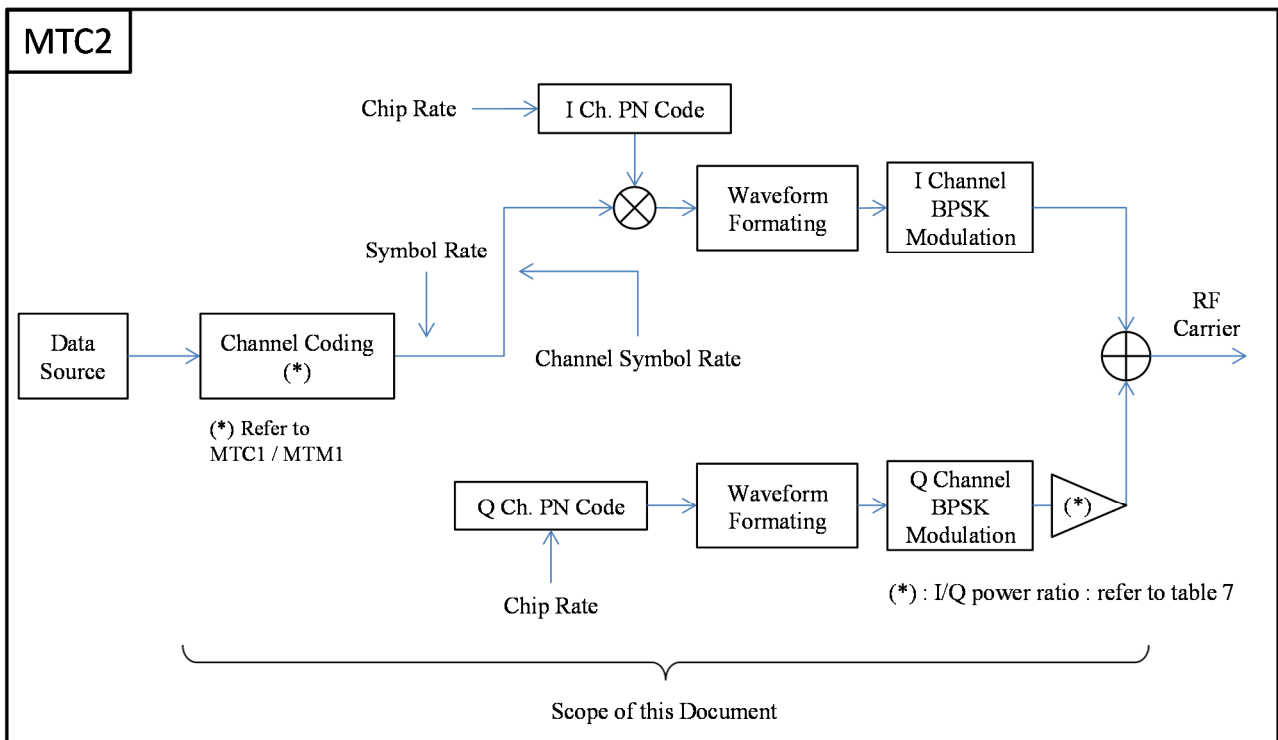 MTC2
Chip Rate
I Ch. PN Code
Waveform
Formating
I Channel
BPSK
Modulation
Symbol Rate
Data
Source
Channel Coding
(*)
Channel Symbol Rate
RF
Carrier
(*) Refer to
MTC1 / MTM1
Q Ch. PN Code
Waveform
Formating
Q Channel
BPSK
Modulation
(*)
Chip Rate
(*) : I/Q power ratio : refer to table 7
Scope of this Document